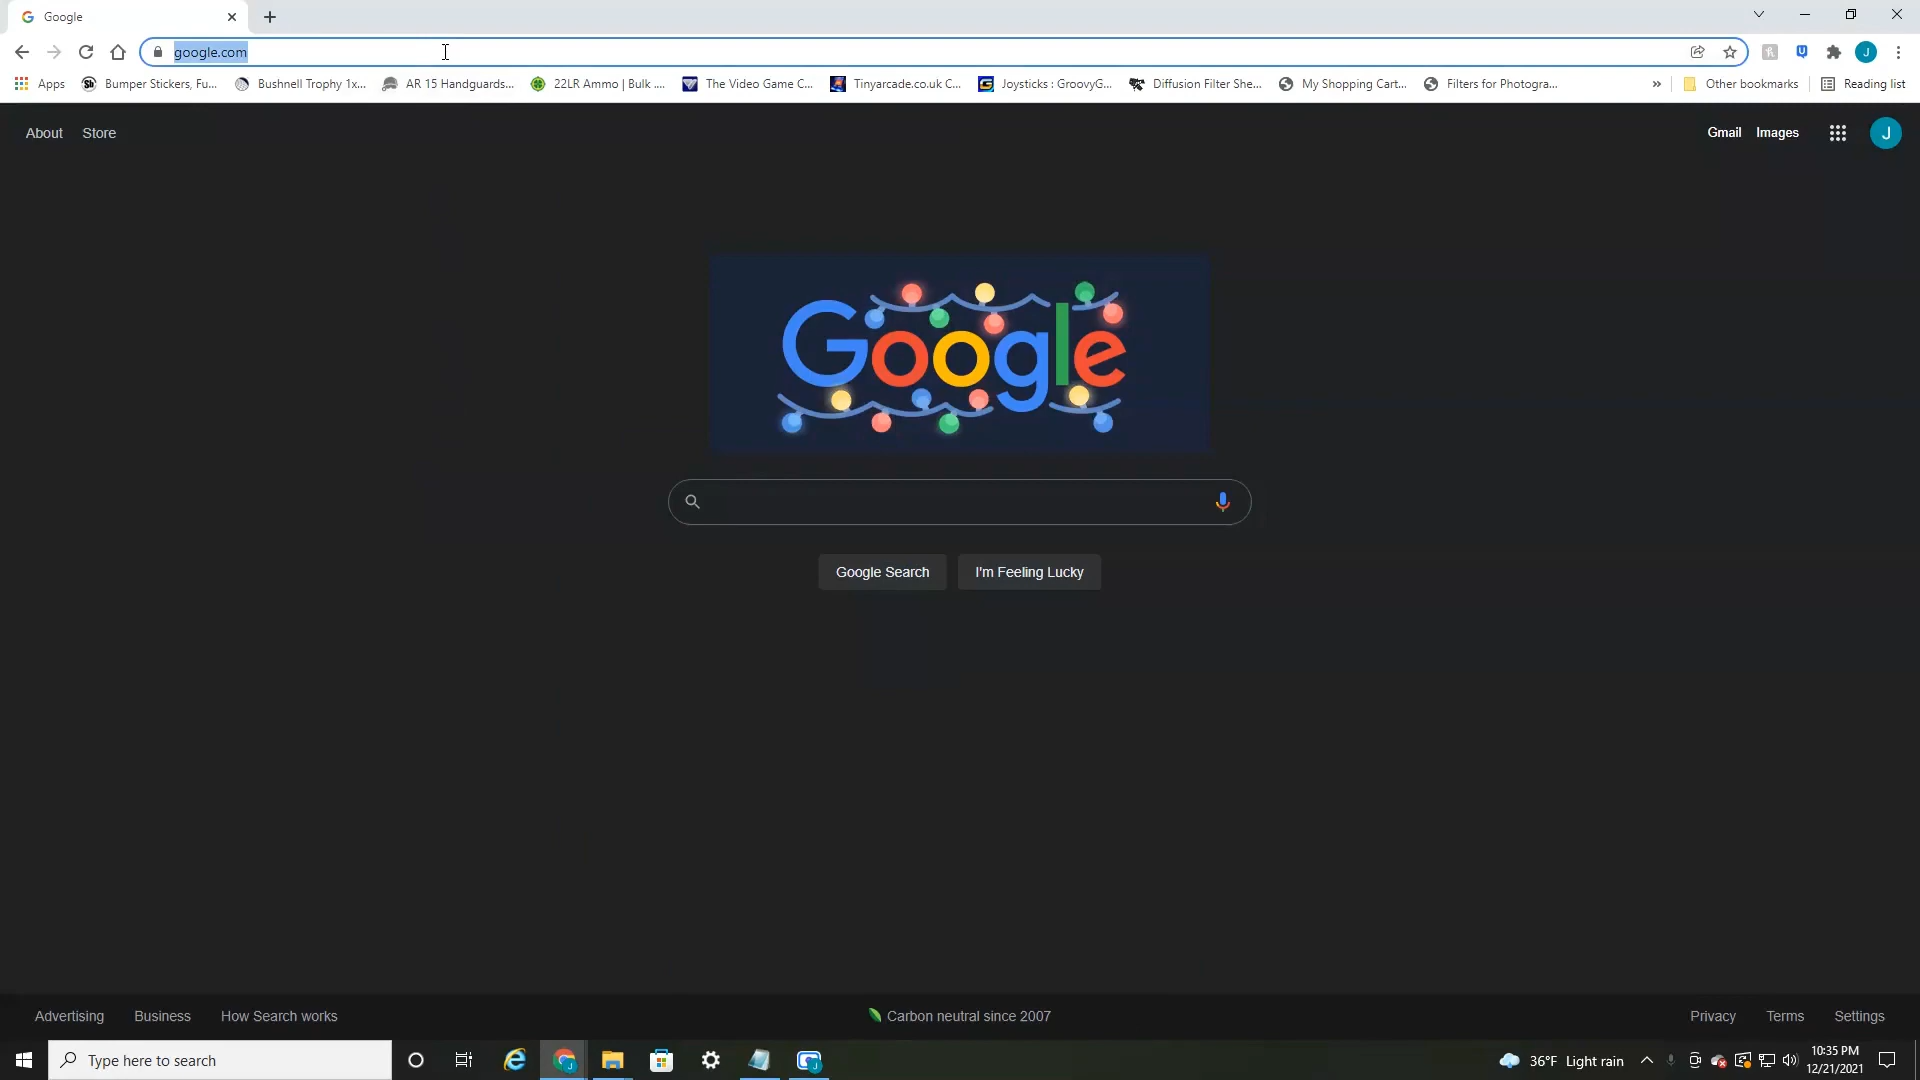 Google
google.com
Apps
Bumper Stickers, Fu...
Bushnell Trophy 1x...
AR 15 Handguards...
22LR Ammo | Bulk ....
The Video Game C...
Tinyarcade.co.uk C...
Joysticks : GroovyG...
Diffusion Filter She...
My Shopping Cart...
Filters for Photogra...
»
Other bookmarks
Reading list
About
Store
Gmail
Images
J
Google
Google Search
I'm Feeling Lucky
Advertising
Business
How Search works
Carbon neutral since 2007
Privacy
Terms
Settings
Type here to search
36°F Light rain
10:35 PM
12/21/2021